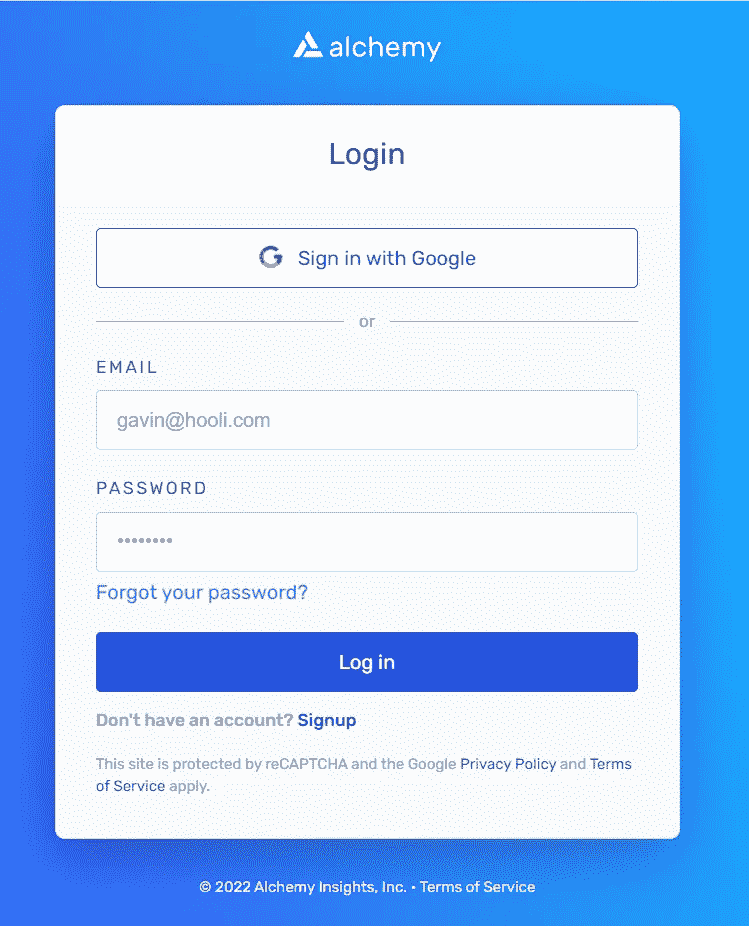 alchemy
Login
Sign in with Google
or
EMAIL
gavin@hooli.com
PASSWORD
••••••••
Forgot your password?
Log in
Don't have an account? Signup
This site is protected by reCAPTCHA and the Google Privacy Policy and Terms
of Service apply.
© 2022 Alchemy Insights, Inc. • Terms of Service